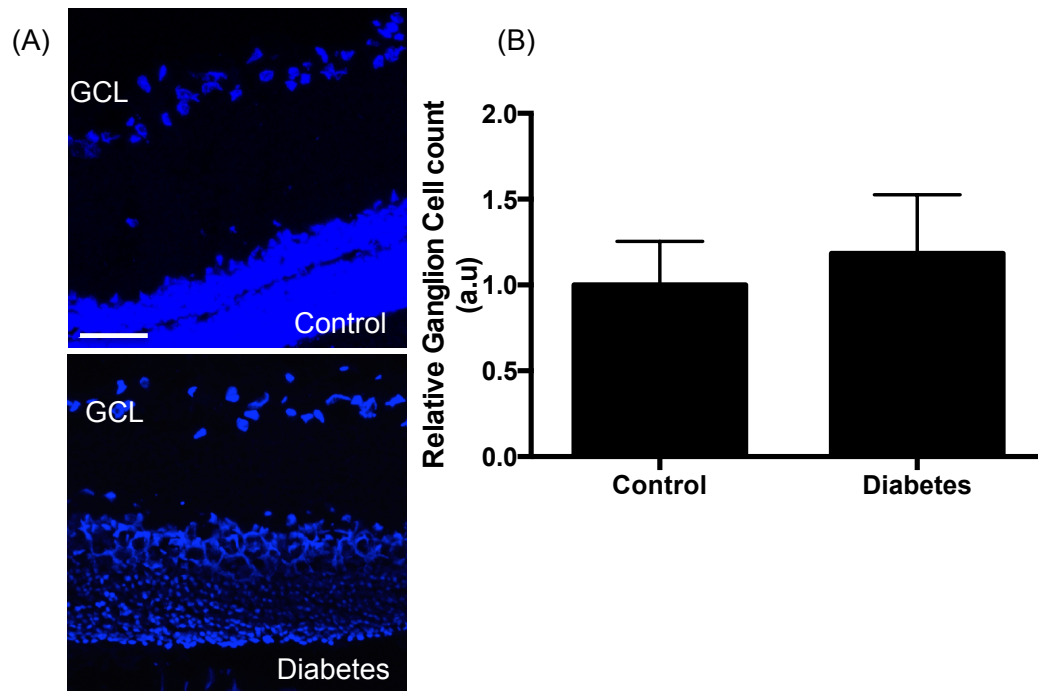 (A)
GCL
Control
GCL
Diabetes
(B)
Relative Ganglion Cell count
(a.u)
2.0
1.5
1.0
0.5
0.0
Control
Diabetes